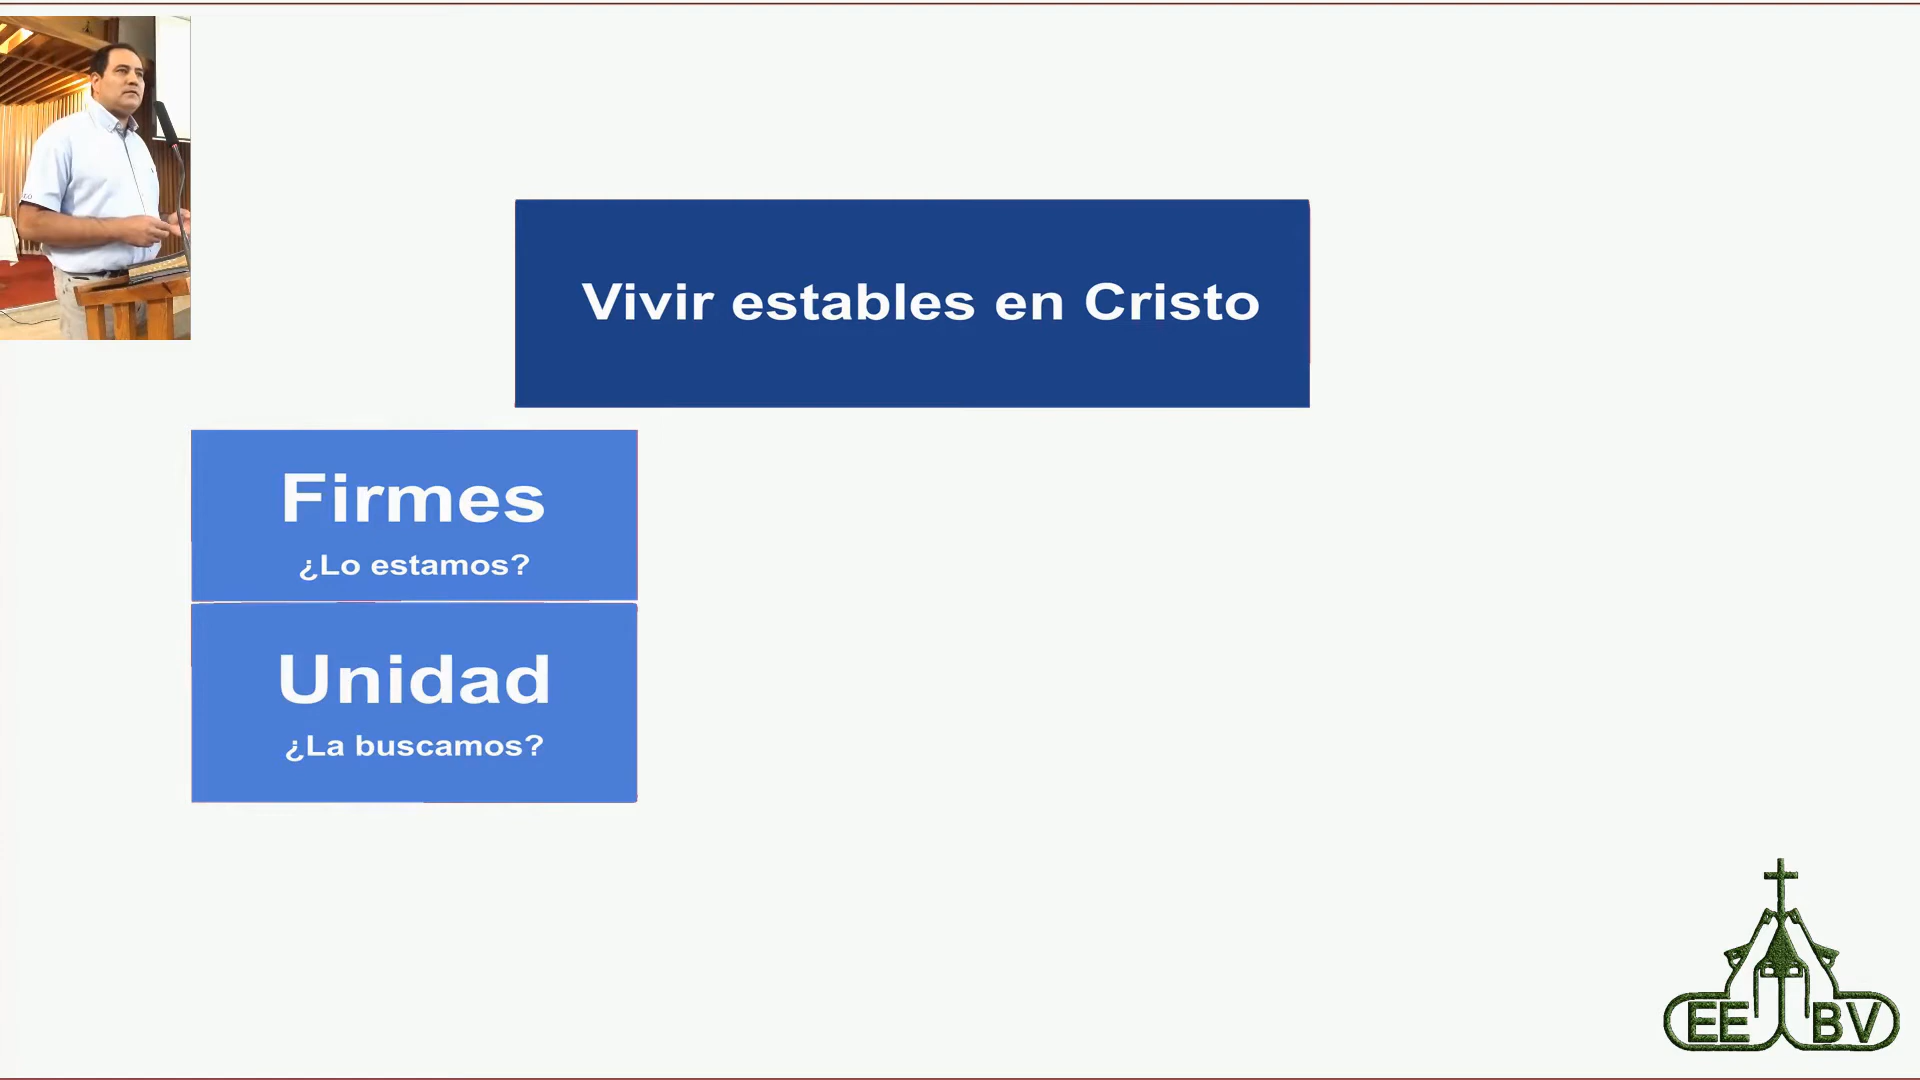 Vivir estables en Cristo
Firmes
¿Lo estamos?
Unidad
¿La buscamos?
EE BV